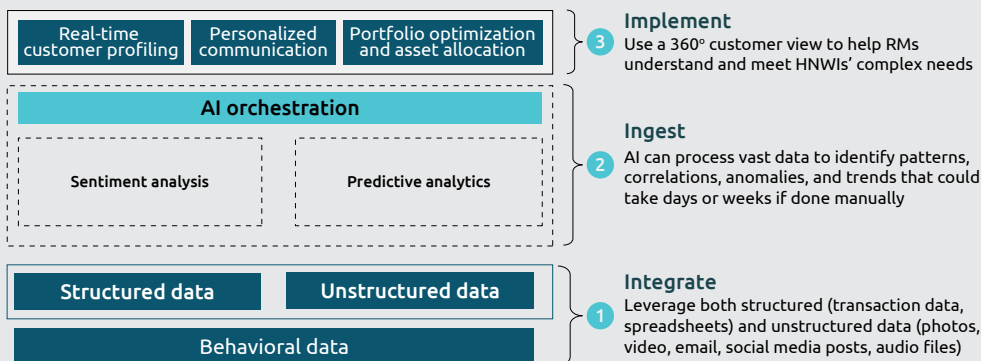 Real-time
customer profiling
Personalized
communication
Portfolio optimization
and asset allocation
3
Implement
Use a 360° customer view to help RMs
understand and meet HNWIs’ complex needs
AI orchestration
Sentiment analysis
Predictive analytics
2
Ingest
AI can process vast data to identify patterns,
correlations, anomalies, and trends that could
take days or weeks if done manually
Structured data
Unstructured data
Behavioral data
1
Integrate
Leverage both structured (transaction data,
spreadsheets) and unstructured data (photos,
video, email, social media posts, audio files)